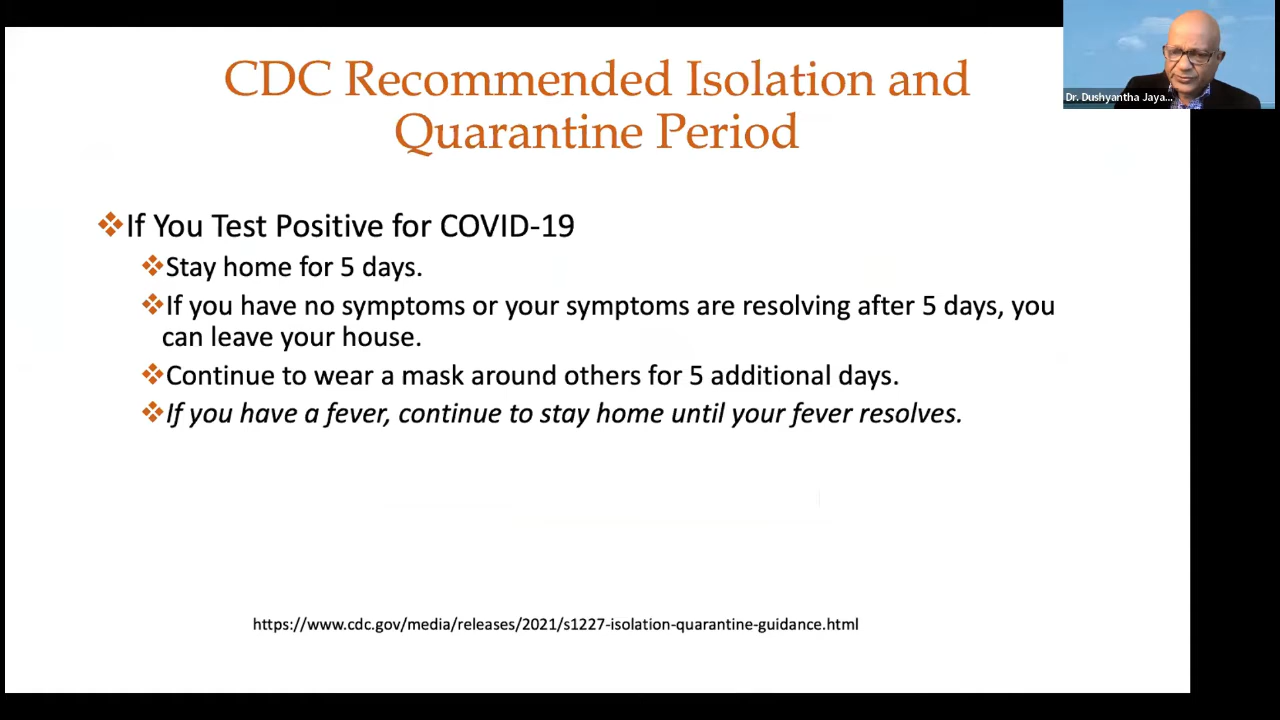 CDC Recommended Isolation and
Quarantine Period
Dr. Dushyantha Jaya...
❖If You Test Positive for COVID-19
❖Stay home for 5 days.
❖If you have no symptoms or your symptoms are resolving after 5 days, you
can leave your house.
❖Continue to wear a mask around others for 5 additional days.
❖If you have a fever, continue to stay home until your fever resolves.
https://www.cdc.gov/media/releases/2021/s1227-isolation-quarantine-guidance.html